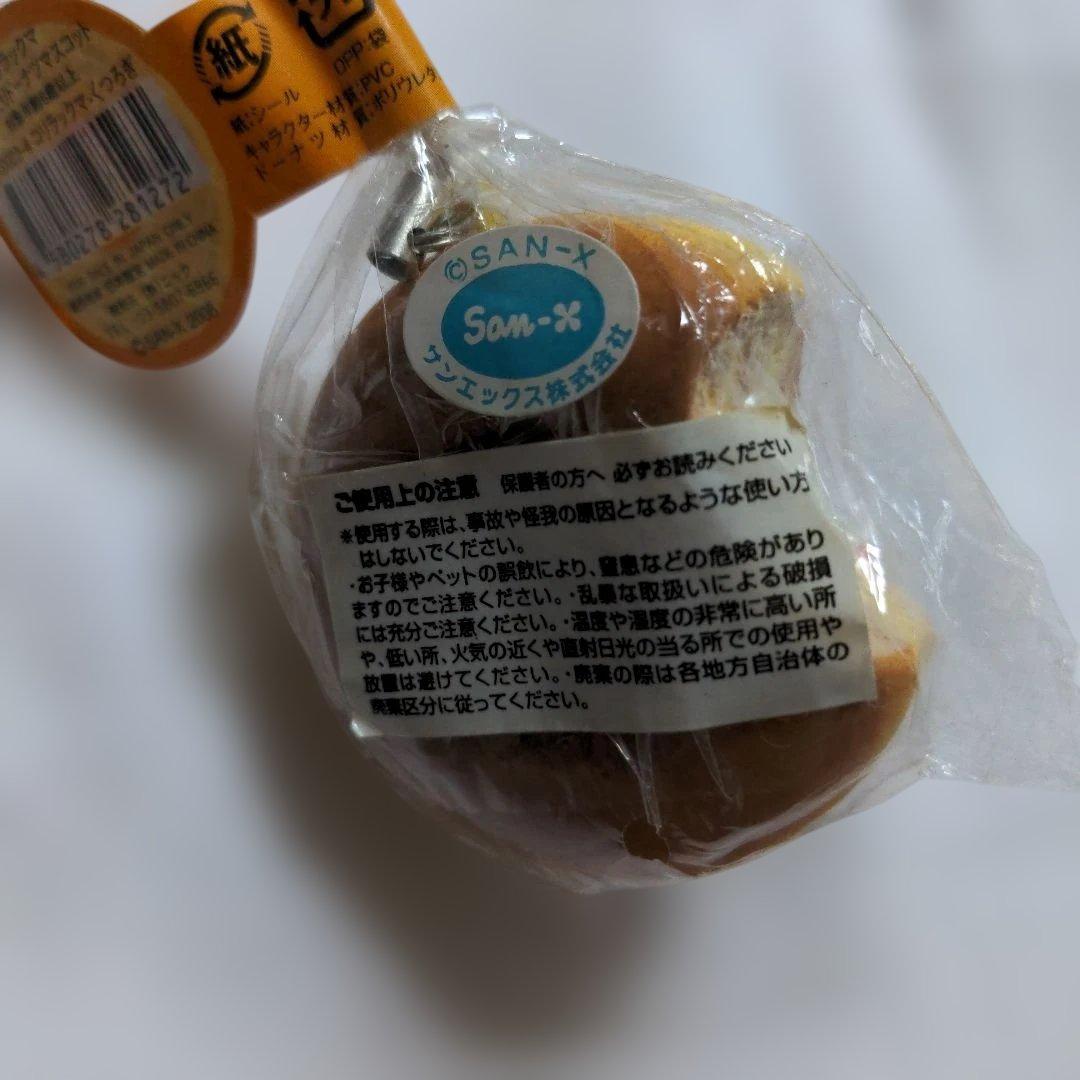 紙
OPP:袋
紙:シール
キャラクター材質:PVC
ドーナツ材
質:ポリウレタ
280278 281272
©SAN-X
San-X
サンエックス株式会社
ご使用上の注意 保護者の方へ 必ずお読みください
*使用する際は、事故や怪我の原因となるような使い方
はしないでください。
・お子様やペットの誤飲により、窒息などの危険があり
ますのでご注意ください。・乱暴な取扱いによる破損
には充分ご注意ください。・温度や湿度の非常に高い所
や、低い所、火気の近くや直射日光の当る所での使用や
放置は避けてください。・廃棄の際は各地方自治体の
廃棄区分に従ってください。